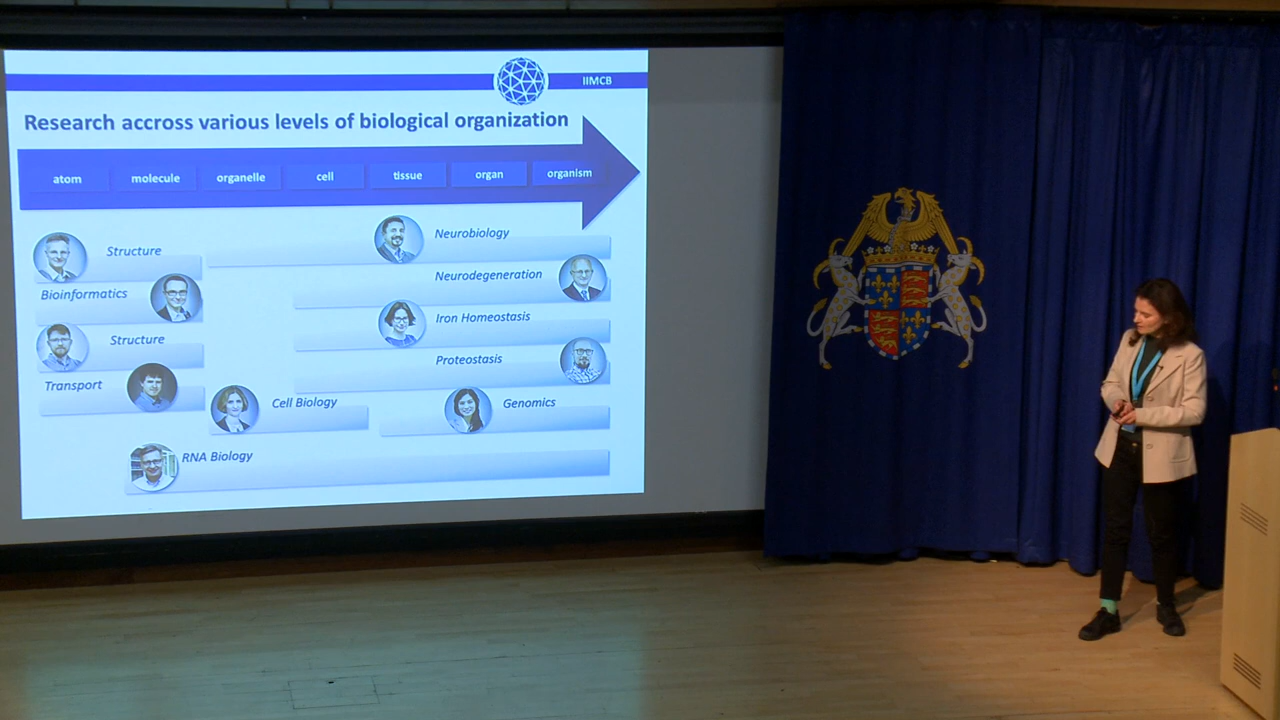 IIMCB
Research accross various levels of biological organization
atom molecule organelle cell tissue organ organism
Neurobiology
Structure
Neurodegeneration
Bioinformatics
Iron Homeostasis
Structure
Proteostasis
Transport
Cell Biology
Genomics
RNA Biology